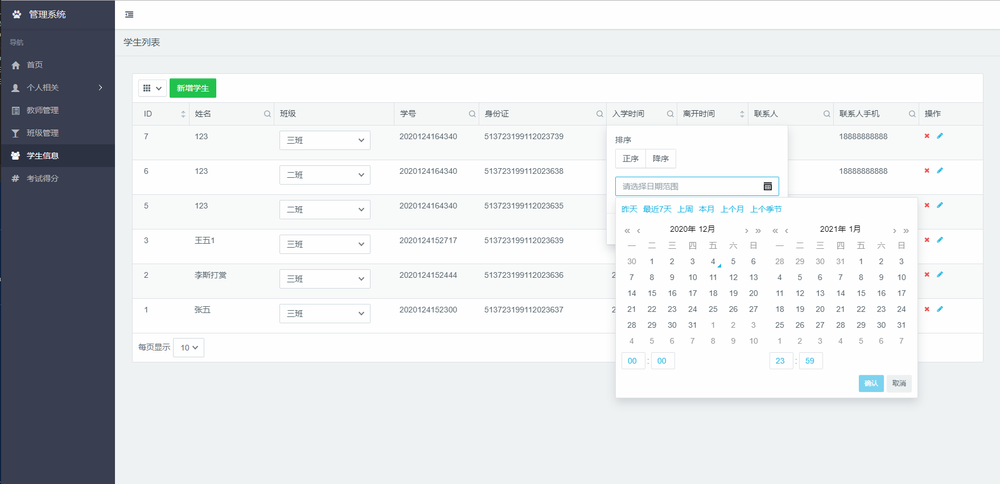 管理系统
导航
首页
个人相关
教师管理
班级管理
学生信息
考试得分
学生列表
新增学生
ID 姓名 班级 学号 身份证 入学时间 离开时间 联系人 联系人手机 操作
7 123 三班 2020124164340 513723199112023739 18888888888
6 123 二班 2020124164340 513723199112023638 18888888888
5 123 二班 2020124164340 513723199112023635
3 王五1 三班 2020124152717 513723199112023639
2 李斯打赏 三班 2020124152444 513723199112023636 2
1 张五 三班 2020124152300 513723199112023637 2
每页显示 10
排序
正序 降序
请选择日期范围
昨天 最近7天 上周 本月 上个月 上个季节
« ‹ 2020年 12月 › »
一 二 三 四 五 六 日
30 1 2 3 4 5 6
7 8 9 10 11 12 13
14 15 16 17 18 19 20
21 22 23 24 25 26 27
28 29 30 31 1 2 3
4 5 6 7 8 9 10
00 : 00
« ‹ 2021年 1月 › »
一 二 三 四 五 六 日
28 29 30 31 1 2 3
4 5 6 7 8 9 10
11 12 13 14 15 16 17
18 19 20 21 22 23 24
25 26 27 28 29 30 31
1 2 3 4 5 6 7
23 : 59
确认 取消